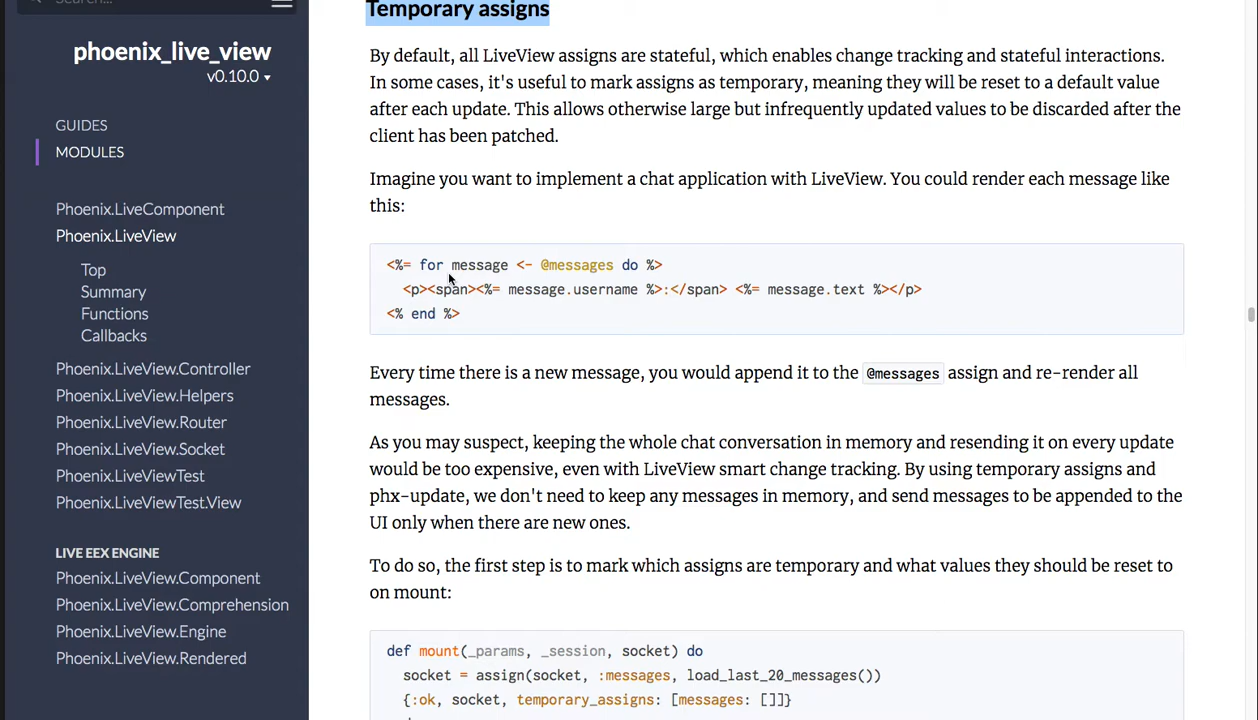 Search...
phoenix_live_view
v0.10.0
GUIDES
MODULES
Phoenix.LiveComponent
Phoenix.LiveView
Top
Summary
Functions
Callbacks
Phoenix.LiveView.Controller
Phoenix.LiveView.Helpers
Phoenix.LiveView.Router
Phoenix.LiveView.Socket
Phoenix.LiveViewTest
Phoenix.LiveViewTest.View
LIVE EEX ENGINE
Phoenix.LiveView.Component
Phoenix.LiveView.Comprehension
Phoenix.LiveView.Engine
Phoenix.LiveView.Rendered
Temporary assigns
By default, all LiveView assigns are stateful, which enables change tracking and stateful interactions.
In some cases, it's useful to mark assigns as temporary, meaning they will be reset to a default value
after each update. This allows otherwise large but infrequently updated values to be discarded after the
client has been patched.
Imagine you want to implement a chat application with LiveView. You could render each message like
this:
<%= for message <- @messages do %>
<p><span><%= message.username %>:</span> <%= message.text %></p>
<% end %>
Every time there is a new message, you would append it to the @messages assign and re-render all
messages.
As you may suspect, keeping the whole chat conversation in memory and resending it on every update
would be too expensive, even with LiveView smart change tracking. By using temporary assigns and
phx-update, we don't need to keep any messages in memory, and send messages to be appended to the
UI only when there are new ones.
To do so, the first step is to mark which assigns are temporary and what values they should be reset to
on mount:
def mount(_params, _session, socket) do
socket = assign(socket, :messages, load_last_20_messages())
{:ok, socket, temporary_assigns: [messages: []]}